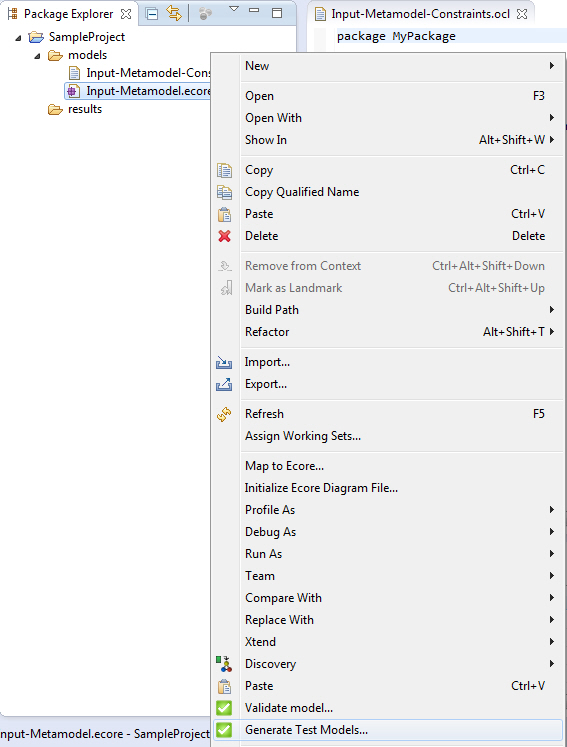 Package Explorer
Input-Metamodel-Constraints.ocl
package MyPackage
SampleProject
models
Input-Metamodel-Cons
Input-Metamodel.ecore
results
New
Open F3
Open With
Show In Alt+Shift+W
Copy Ctrl+C
Copy Qualified Name
Paste Ctrl+V
Delete Delete
Remove from Context Ctrl+Alt+Shift+Down
Mark as Landmark Ctrl+Alt+Shift+Up
Build Path
Refactor Alt+Shift+T
Import...
Export...
Refresh F5
Assign Working Sets...
Map to Ecore...
Initialize Ecore Diagram File...
Profile As
Debug As
Run As
Team
Compare With
Replace With
Xtend
Discovery
Paste Ctrl+V
Validate model...
Generate Test Models...
nput-Metamodel.ecore - SampleProject